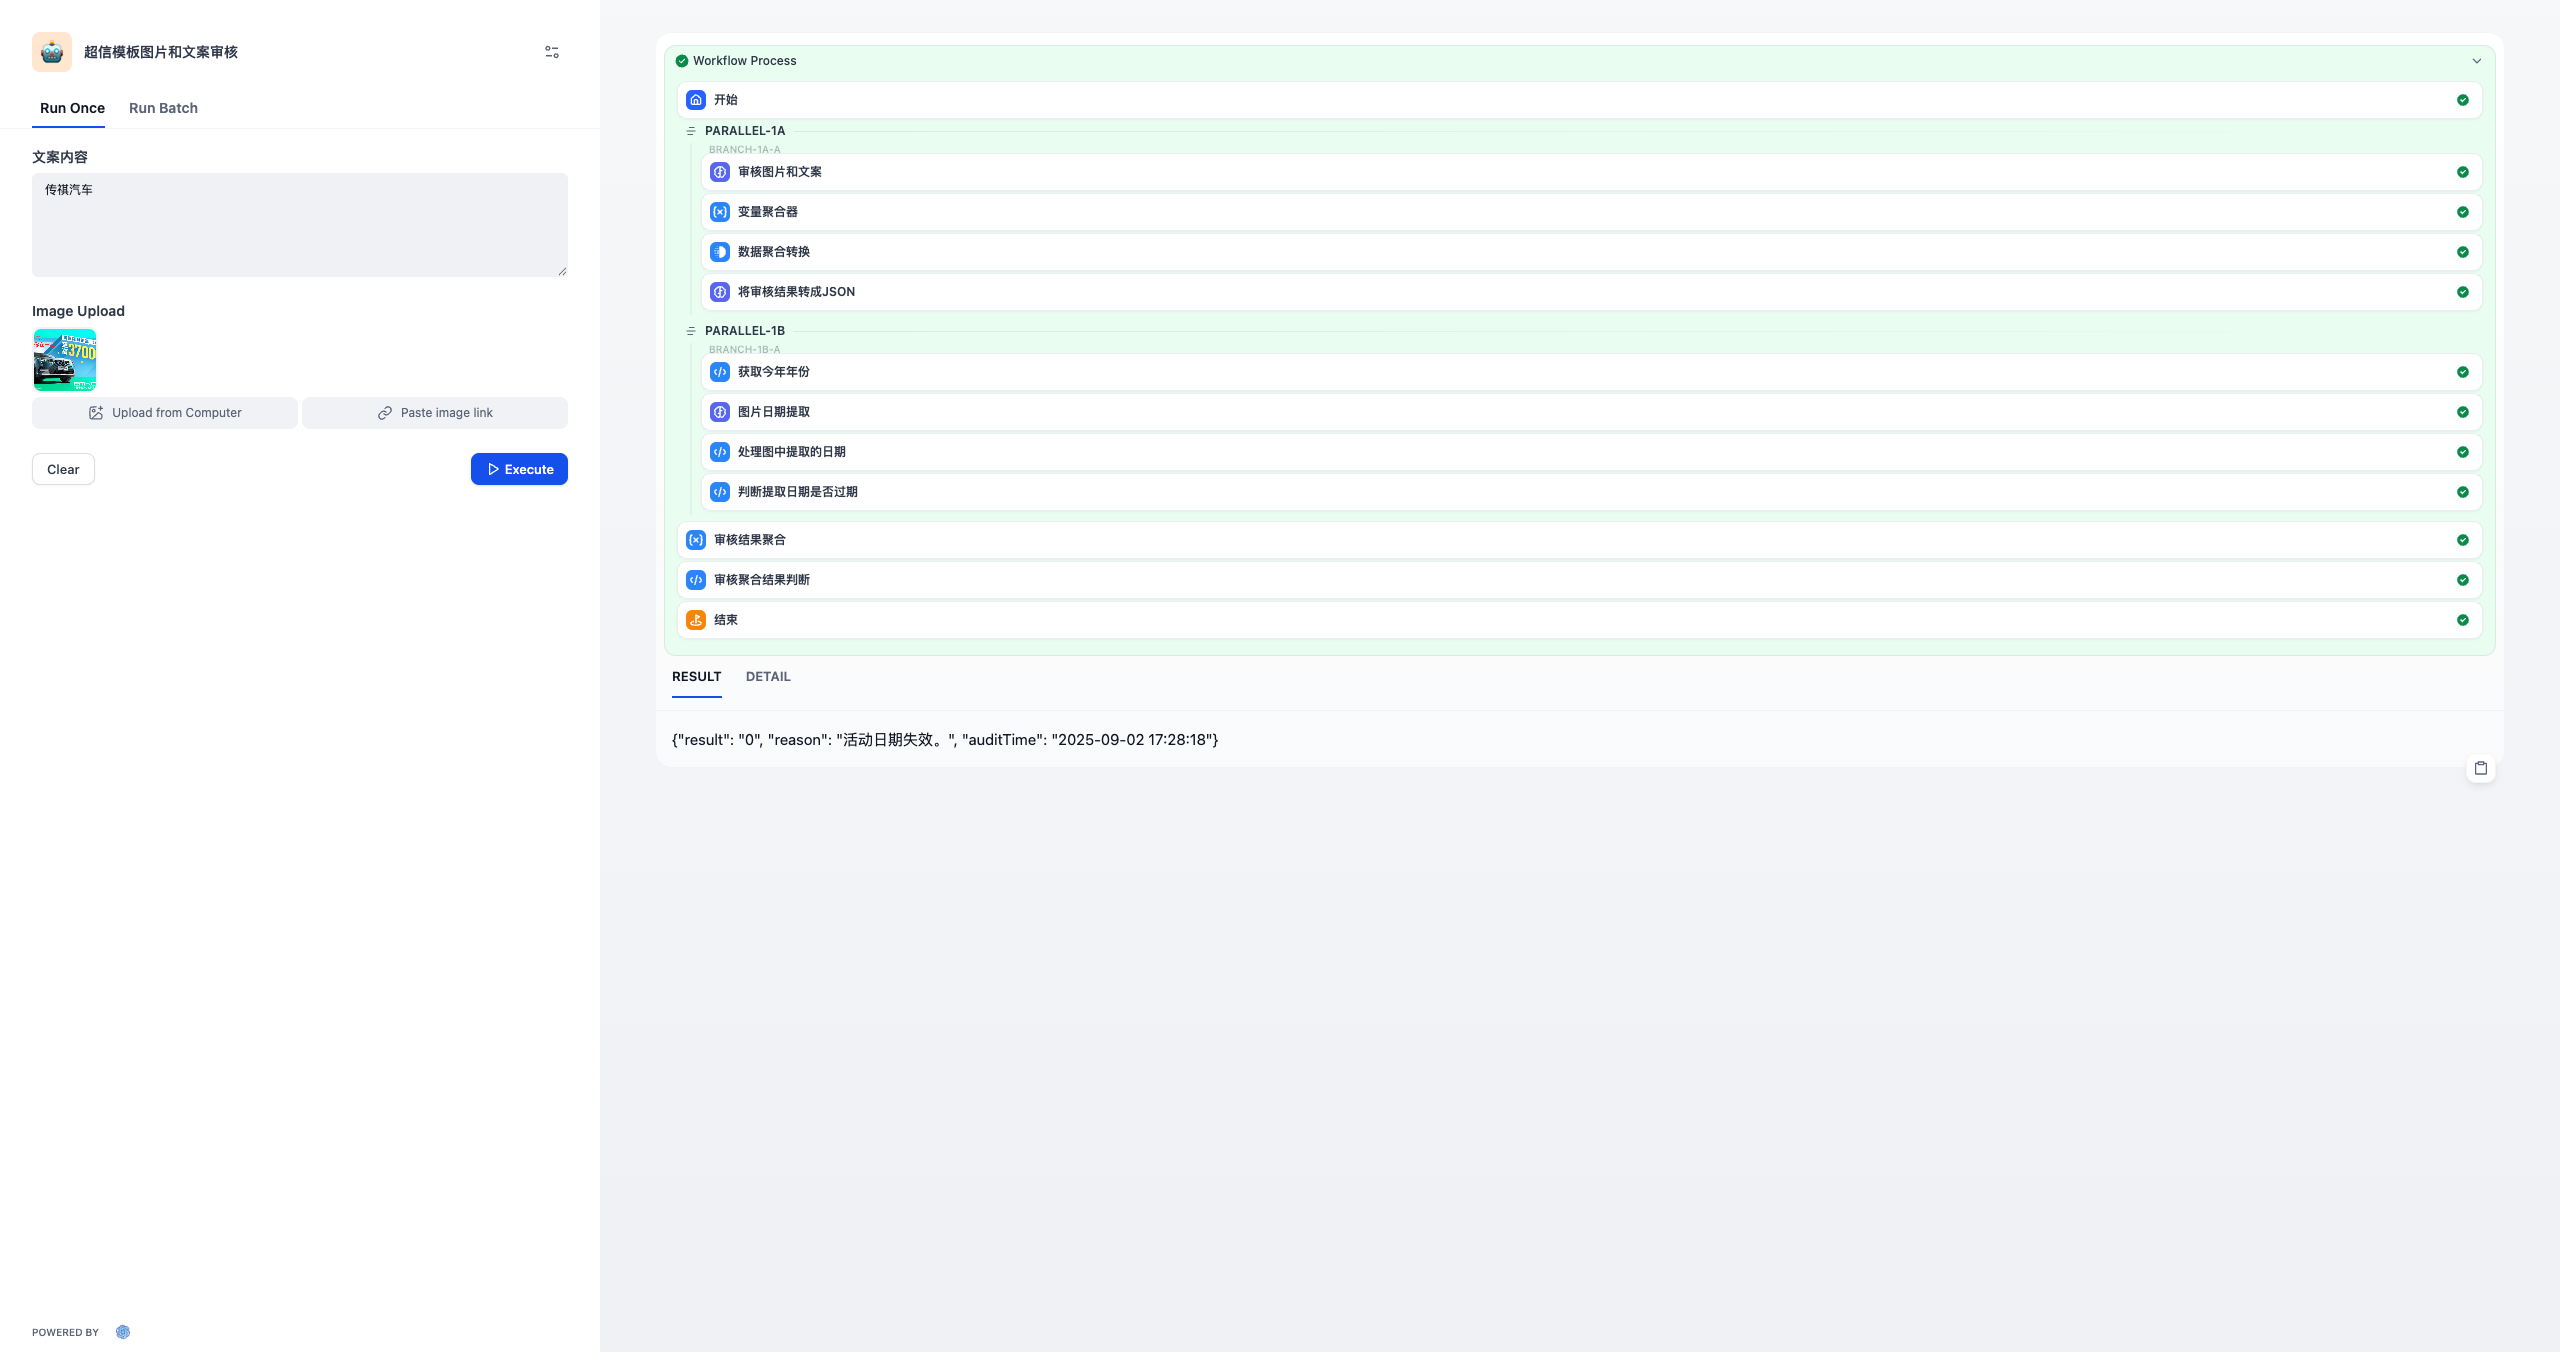 超信模板图片和文案审核
Run Once
Run Batch
文案内容
传祺汽车
Image Upload
3700
Upload from Computer
Paste image link
Clear
Execute
POWERED BY
Workflow Process
开始
PARALLEL-1A
BRANCH-1A-A
审核图片和文案
变量聚合器
数据聚合转换
将审核结果转成JSON
PARALLEL-1B
BRANCH-1B-A
获取今年年份
图片日期提取
处理图中提取的日期
判断提取日期是否过期
审核结果聚合
审核聚合结果判断
结束
RESULT
DETAIL
{"result": "0", "reason": "活动日期失效。", "auditTime": "2025-09-02 17:28:18"}